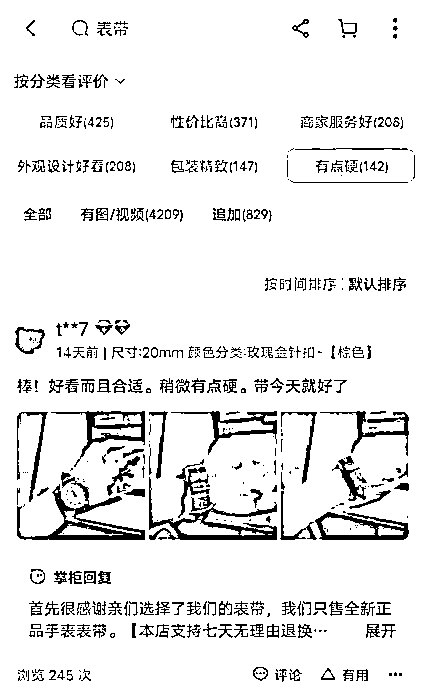 表带
按分类看评价
品质好(425) 性价比高(371) 商家服务好(208)
外观设计好看(208) 包装精致(147) 有点硬(142)
全部 有图/视频(4209) 追加(829)
按时间排序 默认排序
t**7
14天前 | 尺寸:20mm 颜色分类:玫瑰金针扣-【棕色】
棒！好看而且合适。稍微有点硬。带今天就好了
掌柜回复
首先很感谢亲们选择了我们的表带，我们只售全新正
品手表表带。【本店支持七天无理由退换… 展开
浏览 245 次 评论 有用